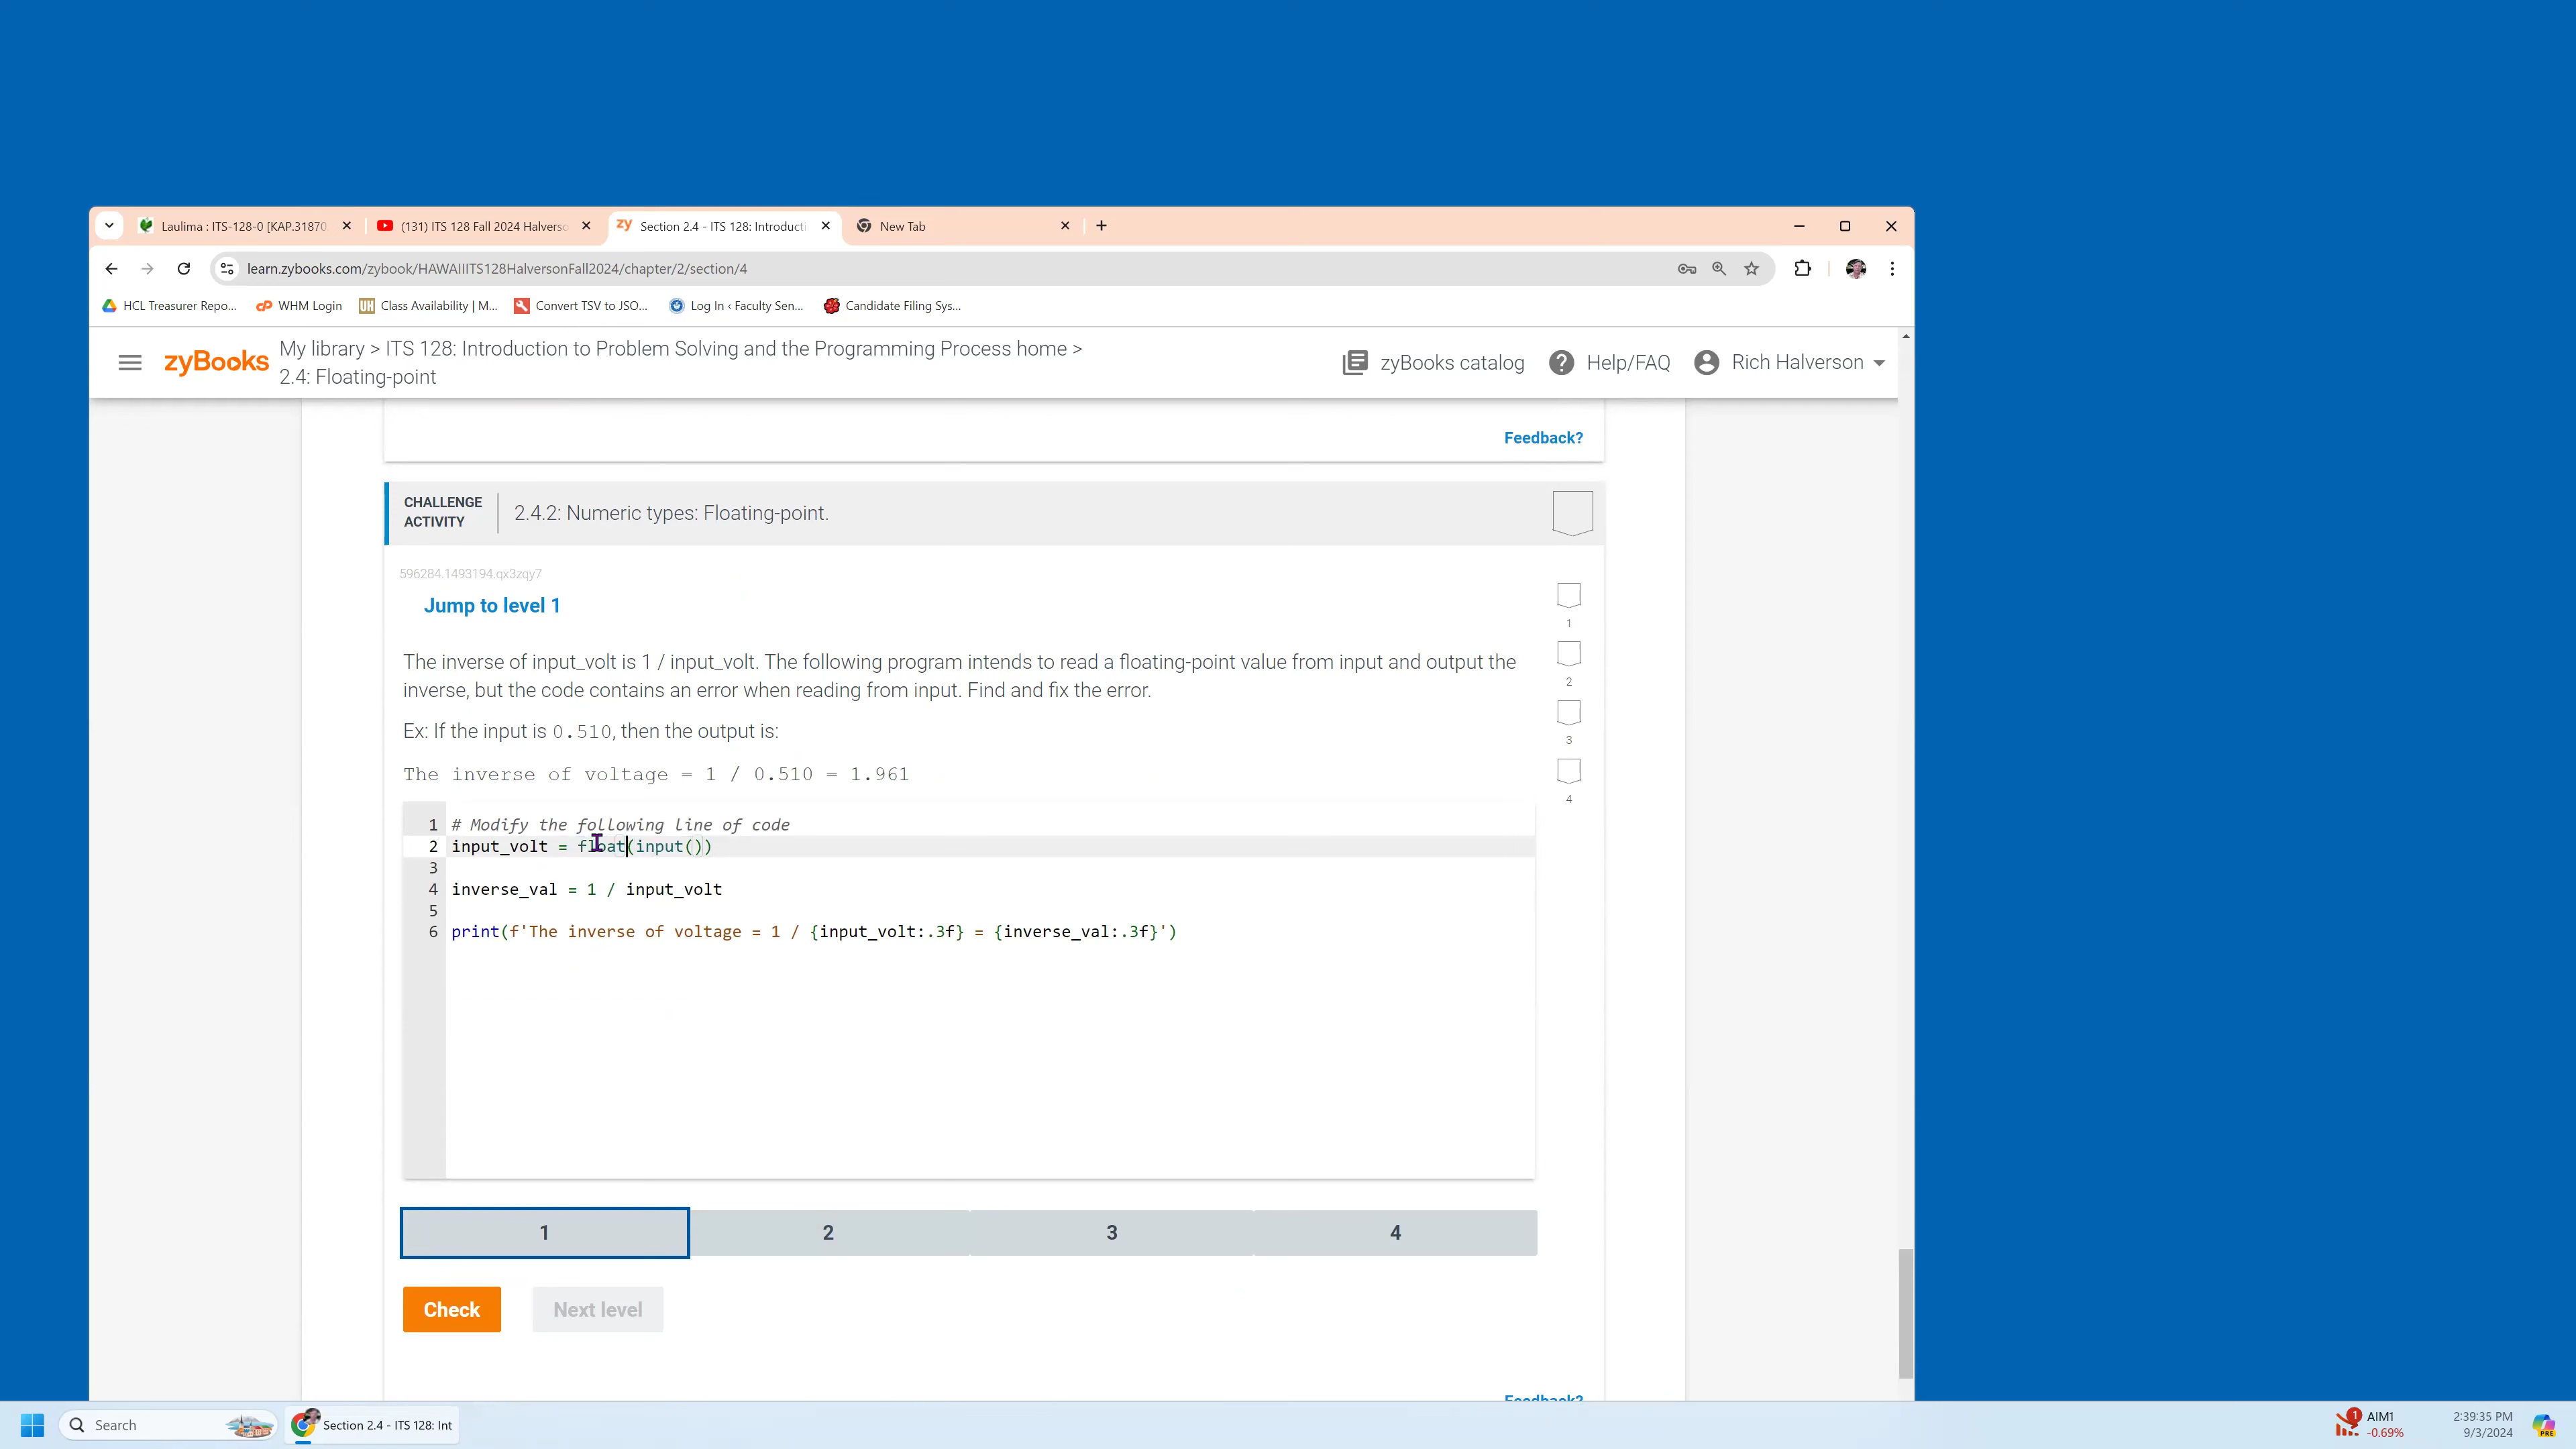 Laulima : ITS-128-0 [KAP.31870
(131) ITS 128 Fall 2024 Halverso
zy Section 2.4 - ITS 128: Introducti
New Tab
learn.zybooks.com/zybook/HAWAIIITS128HalversonFall2024/chapter/2/section/4
HCL Treasurer Repo...
cP WHM Login
UH Class Availability | M...
Convert TSV to JSO...
Log In ‹ Faculty Sen...
Candidate Filing Sys...
zyBooks
My library > ITS 128: Introduction to Problem Solving and the Programming Process home >
2.4: Floating-point
zyBooks catalog
Help/FAQ
Rich Halverson
Feedback?
CHALLENGE
ACTIVITY
2.4.2: Numeric types: Floating-point.
596284.1493194.qx3zqy7
Jump to level 1
1
2
3
4
The inverse of input_volt is 1 / input_volt. The following program intends to read a floating-point value from input and output the
inverse, but the code contains an error when reading from input. Find and fix the error.
Ex: If the input is 0.510, then the output is:
The inverse of voltage = 1 / 0.510 = 1.961
1 # Modify the following line of code
2 input_volt = float(input())
3
4 inverse_val = 1 / input_volt
5
6 print(f'The inverse of voltage = 1 / {input_volt:.3f} = {inverse_val:.3f}')
1 2 3 4
Check
Next level
Feedback?
Search
Section 2.4 - ITS 128: Int
1
AIM1
-0.69%
2:39:35 PM
9/3/2024
PRE